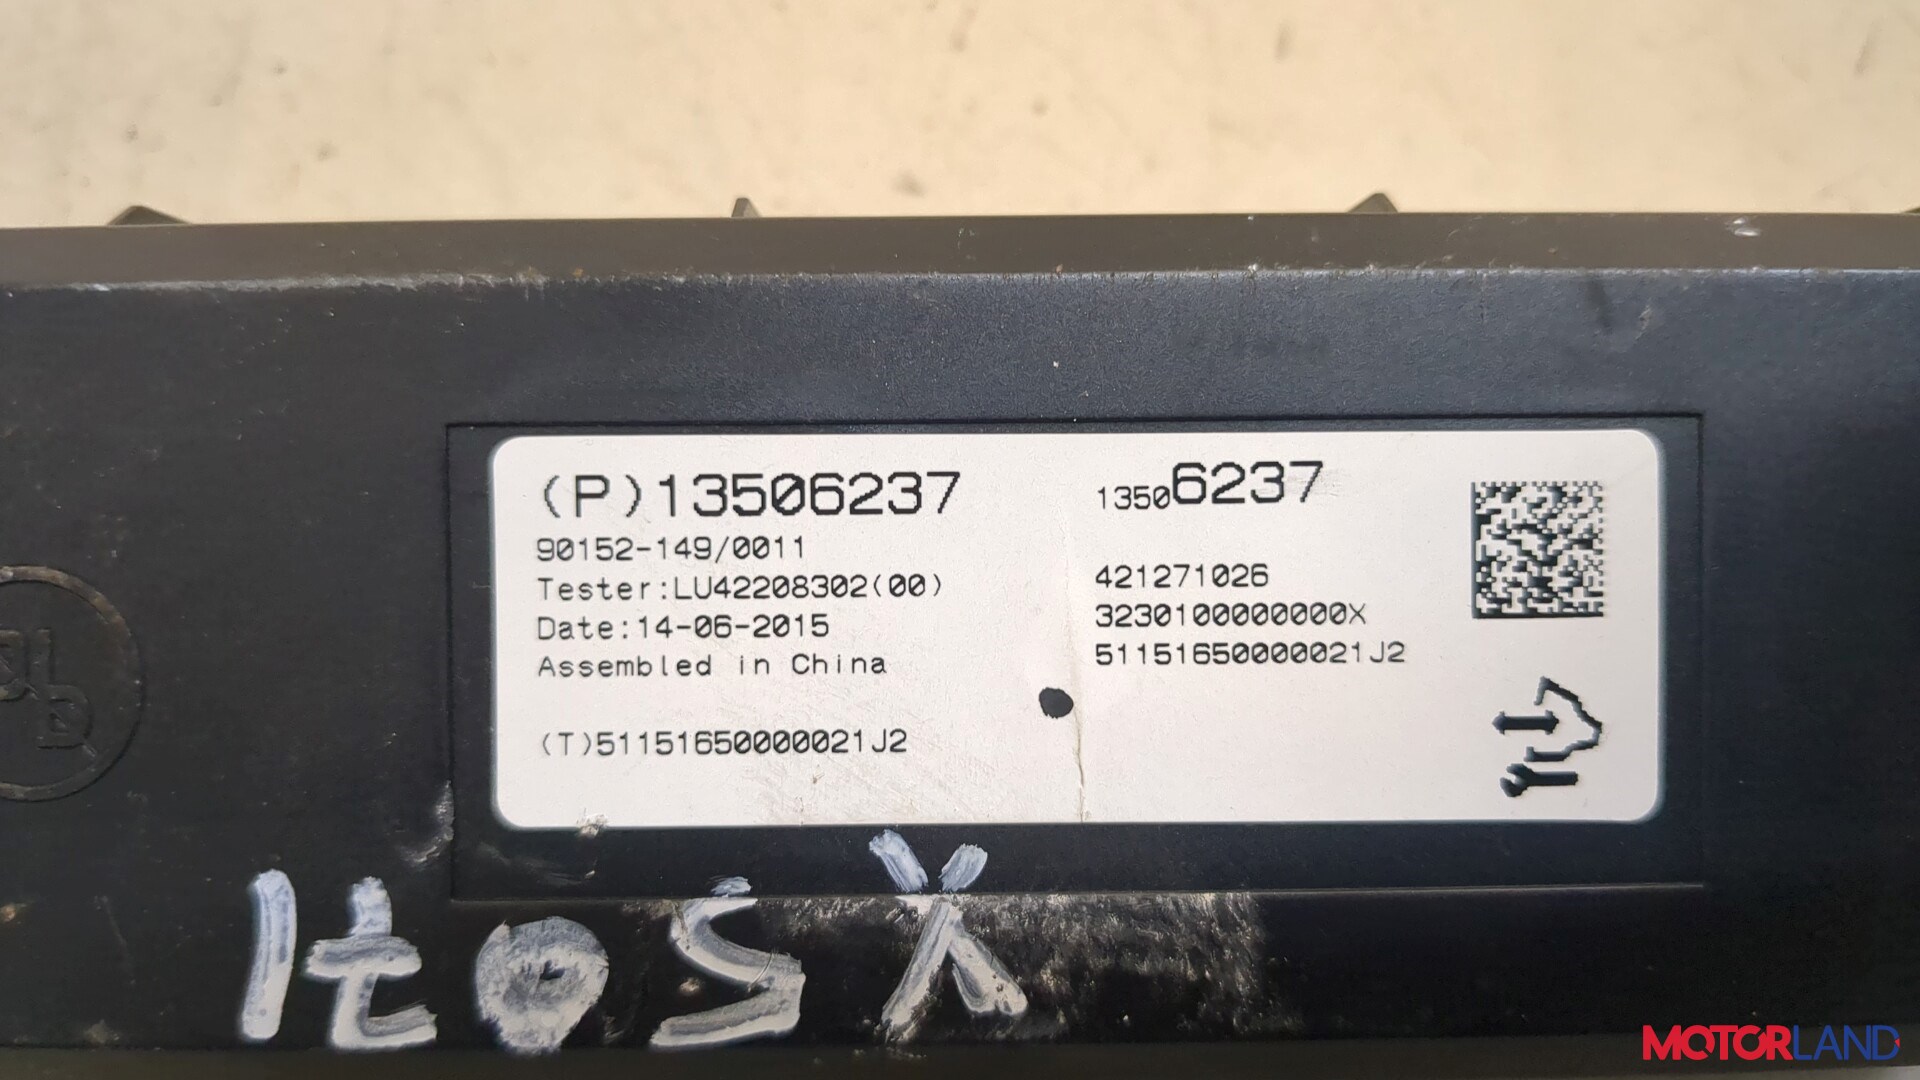 (P)13506237
90152-149/0011
Tester:LU42208302(00)
Date:14-06-2015
Assembled in China
(T)51151650000021J2
13506237
421271026
3230100000000X
51151650000021J2
MOTORLAND